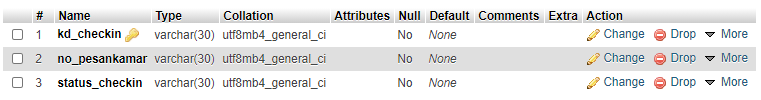 # Name Type Collation Attributes Null Default Comments Extra Action
1 kd_checkin varchar(30) utf8mb4_general_ci No None Change Drop More
2 no_pesankamar varchar(30) utf8mb4_general_ci No None Change Drop More
3 status_checkin varchar(30) utf8mb4_general_ci No None Change Drop More